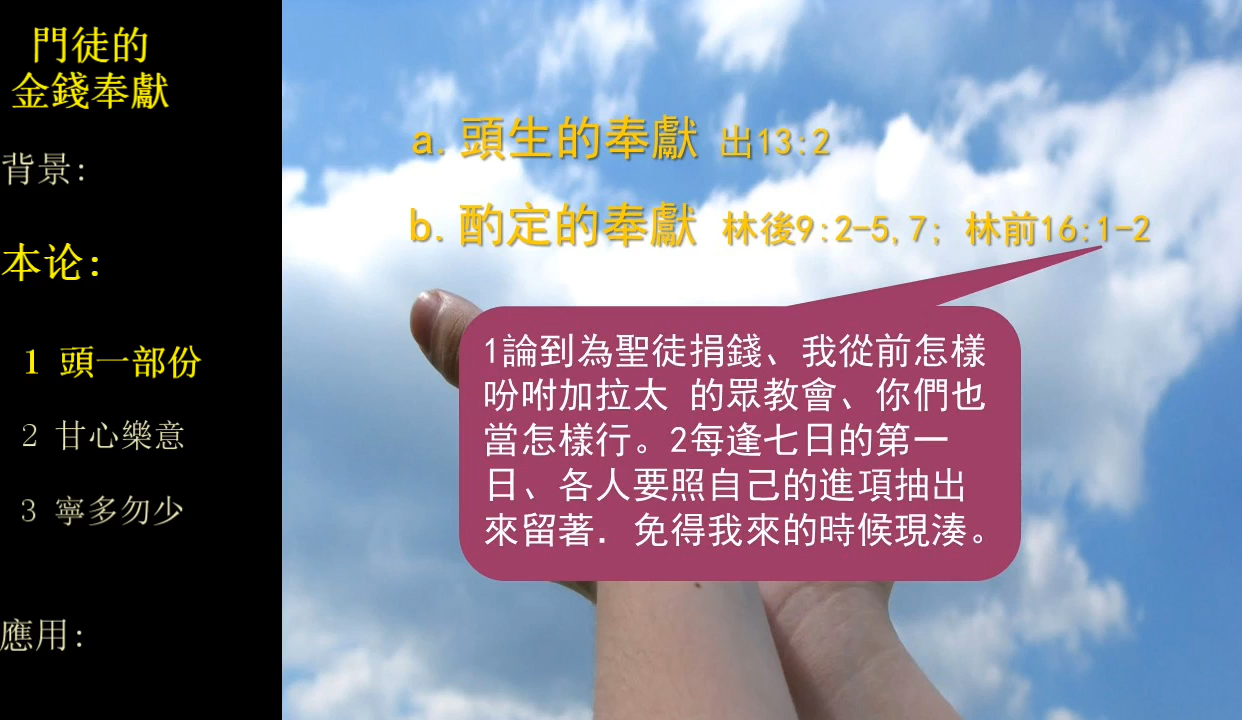 門徒的
金錢奉獻
背景:
本论:
1 頭一部份
2 甘心樂意
3 寧多勿少
應用:
a. 頭生的奉獻 出13:2
b. 酌定的奉獻 林後9:2-5,7; 林前16:1-2
1論到為聖徒捐錢、我從前怎樣
吩咐加拉太 的眾教會、你們也
當怎樣行。2每逢七日的第一
日、各人要照自己的進項抽出
來留著．免得我來的時候現湊。